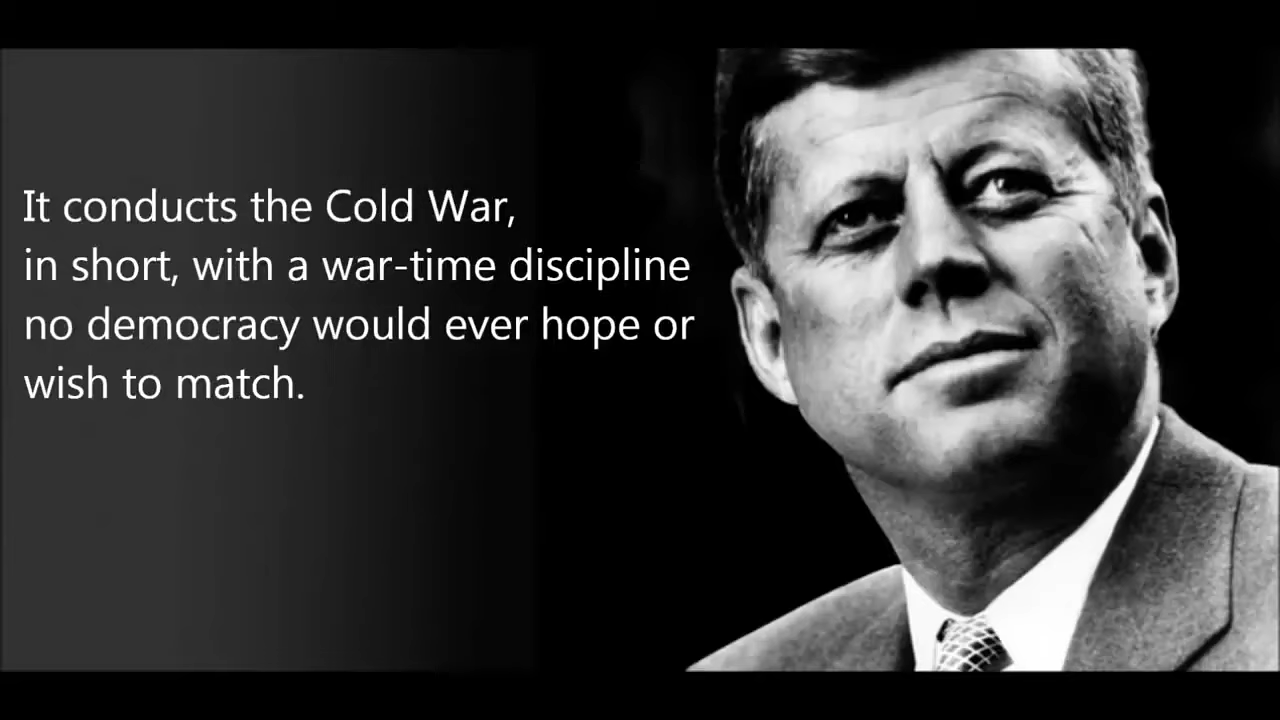 It conducts the Cold War,
in short, with a war-time discipline
no democracy would ever hope or
wish to match.